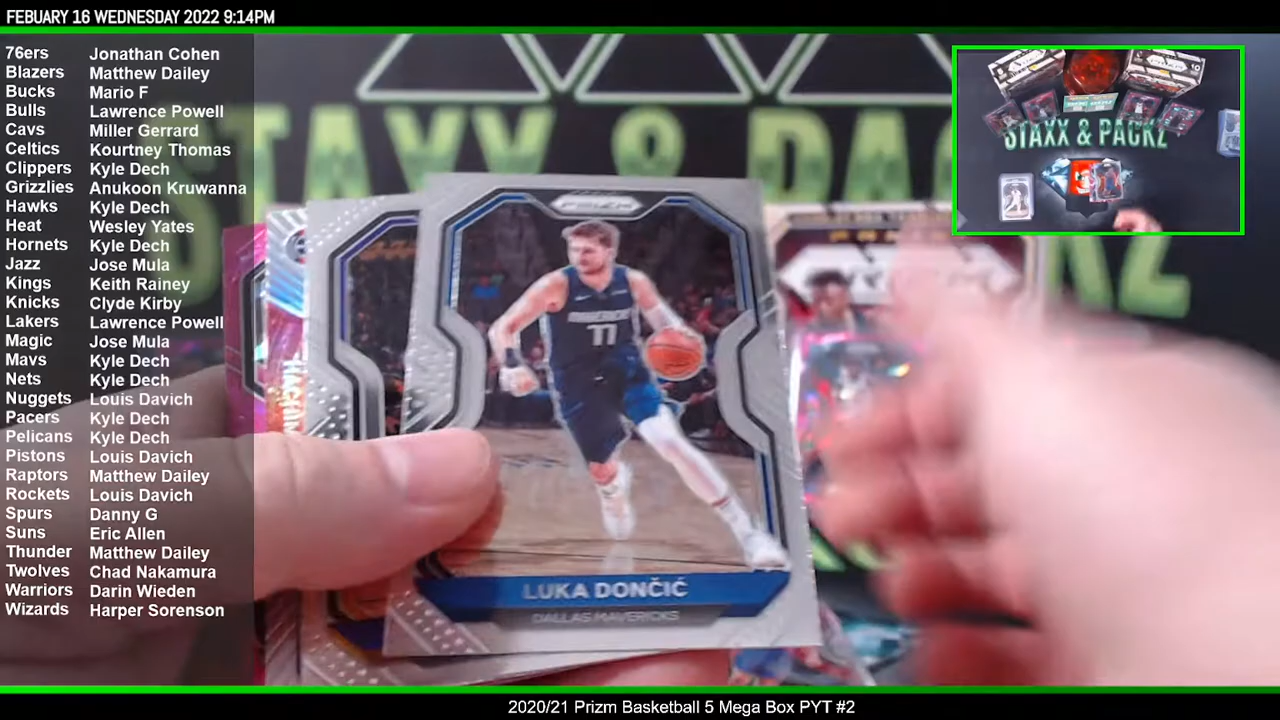 FEBUARY 16 WEDNESDAY 2022 9:14PM
76ers Jonathan Cohen
Blazers Matthew Dailey
Bucks Mario F
Bulls Lawrence Powell
Cavs Miller Gerrard
Celtics Kourtney Thomas
Clippers Kyle Dech
Grizzlies Anukoon Kruwanna
Hawks Kyle Dech
Heat Wesley Yates
Hornets Kyle Dech
Jazz Jose Mula
Kings Keith Rainey
Knicks Clyde Kirby
Lakers Lawrence Powell
Magic Jose Mula
Mavs Kyle Dech
Nets Kyle Dech
Nuggets Louis Davich
Pacers Kyle Dech
Pelicans Kyle Dech
Pistons Louis Davich
Raptors Matthew Dailey
Rockets Louis Davich
Spurs Danny G
Suns Eric Allen
Thunder Matthew Dailey
Twolves Chad Nakamura
Warriors Darin Wieden
Wizards Harper Sorenson
STAXX & PACKZ
PRIZM
MAVERICKS
77
LUKA DONČIĆ
DALLAS MAVERICKS
STAXX & PACKZ
2020/21 Prizm Basketball 5 Mega Box PYT #2